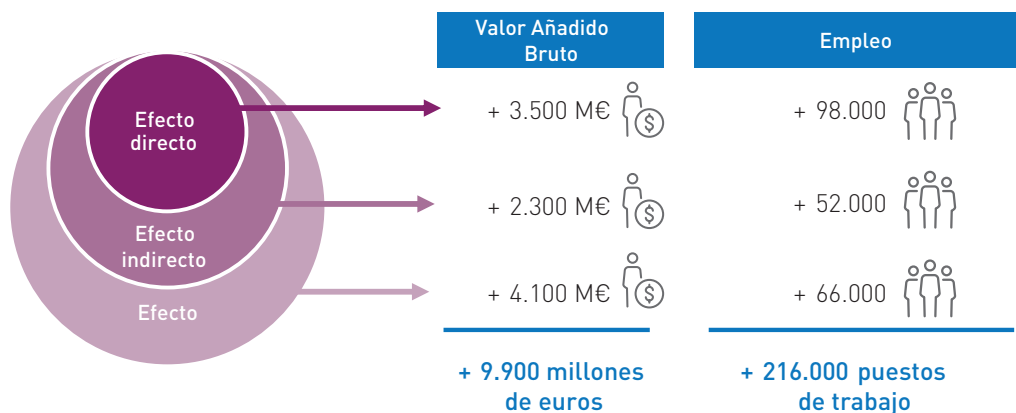 Valor Añadido
Bruto
Empleo
Efecto
directo
+ 3.500 M€
$
+ 98.000
Efecto
indirecto
+ 2.300 M€
$
+ 52.000
Efecto
+ 4.100 M€
$
+ 66.000
+ 9.900 millones
de euros
+ 216.000 puestos
de trabajo